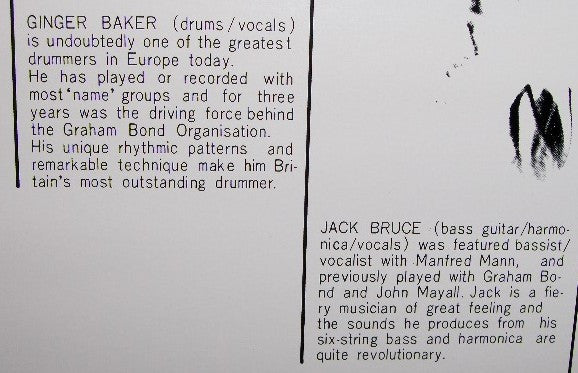 GINGER BAKER (drums/vocals)
is undoubtedly one of the greatest
drummers in Europe today.
He has played or recorded with
most 'name' groups and for three
years was the driving force behind
the Graham Bond Organisation.
His unique rhythmic patterns and
remarkable technique make him Bri-
tain's most outstanding drummer.
JACK BRUCE (bass guitar/harmo-
nica/vocals) was featured bassist/
vocalist with Manfred Mann, and
previously played with Graham Bo-
nd and John Mayall. Jack is a fie-
ry musician of great feeling and
the sounds he produces from his
six-string bass and harmonica are
quite revolutionary.